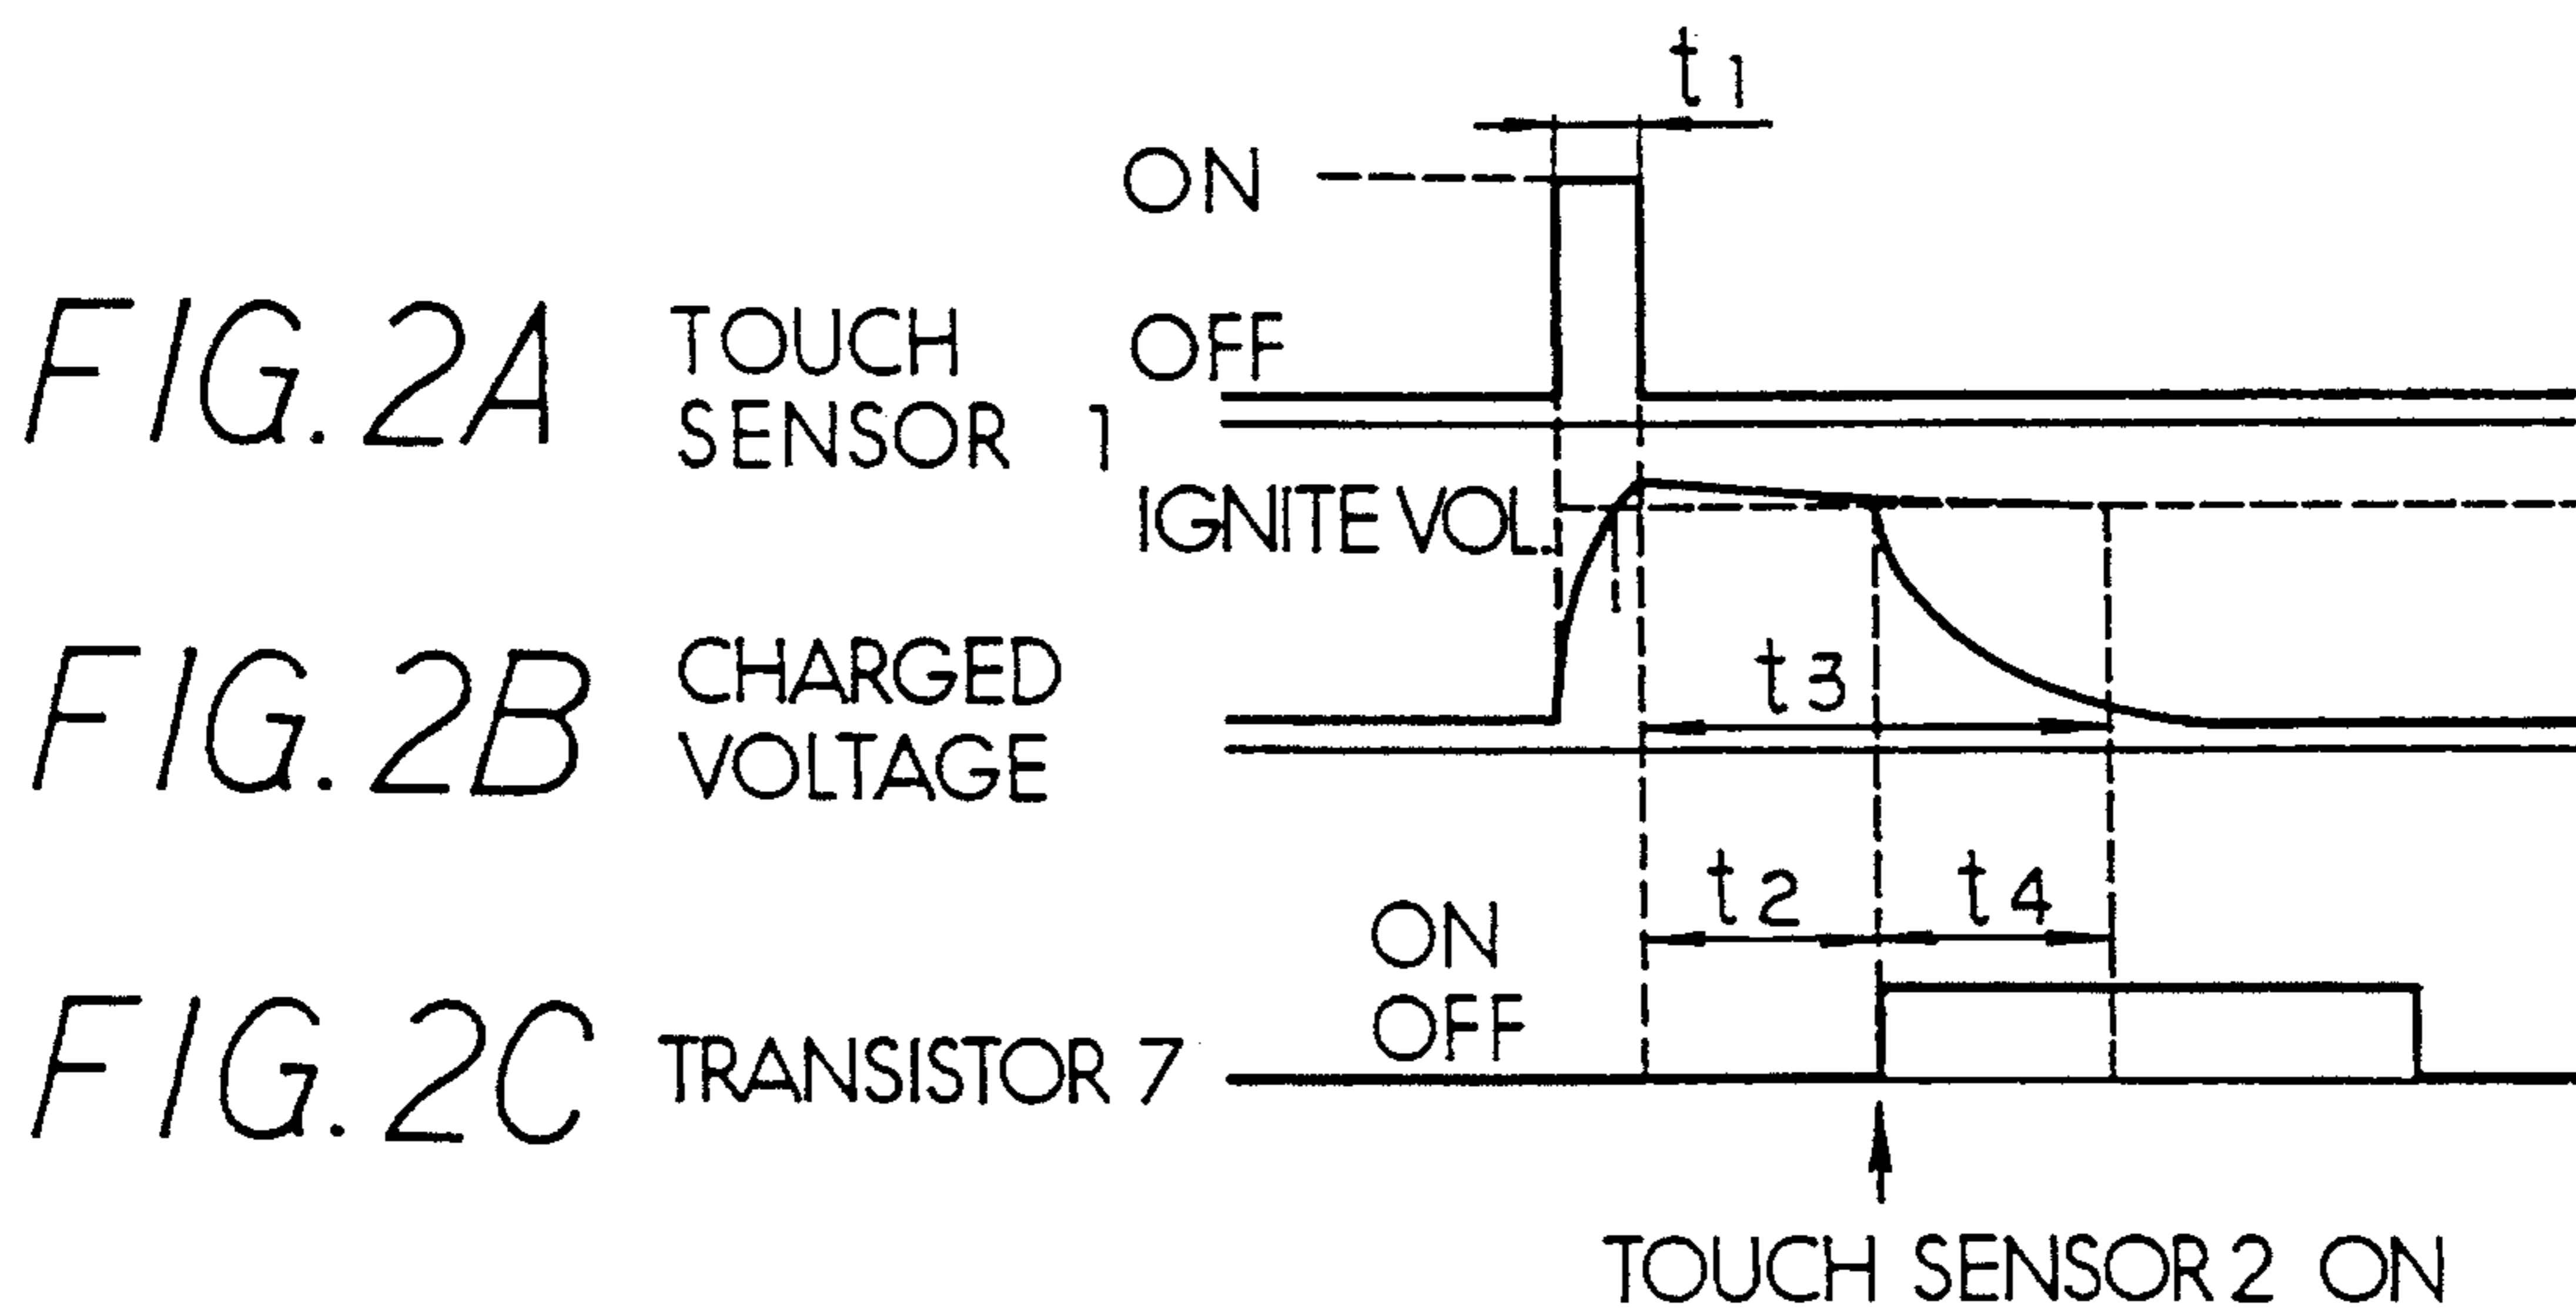 t1
ON
FIG. 2A TOUCH SENSOR 1
OFF
IGNITE VOL.
FIG. 2B CHARGED VOLTAGE
t3
t2 t4
ON
OFF
FIG. 2C TRANSISTOR 7
TOUCH SENSOR 2 ON